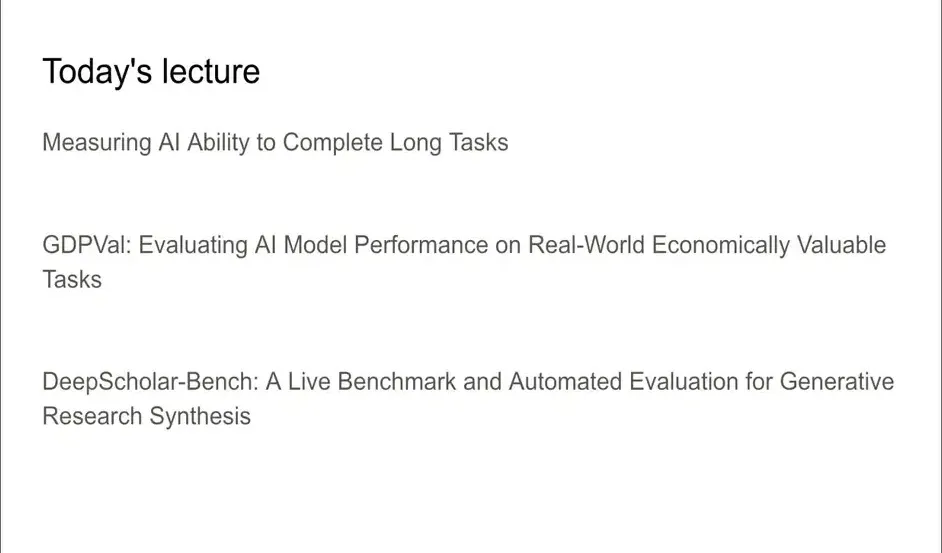 Today's lecture
Measuring AI Ability to Complete Long Tasks
GDPVal: Evaluating AI Model Performance on Real-World Economically Valuable
Tasks
DeepScholar-Bench: A Live Benchmark and Automated Evaluation for Generative
Research Synthesis